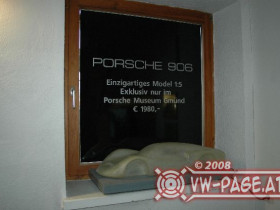 PORSCHE 906
Einzigartiges Model 1:5
Exklusiv nur im
Porsche Museum Gmünd
€ 1980,-
© 2008
VW-PAGE.AT